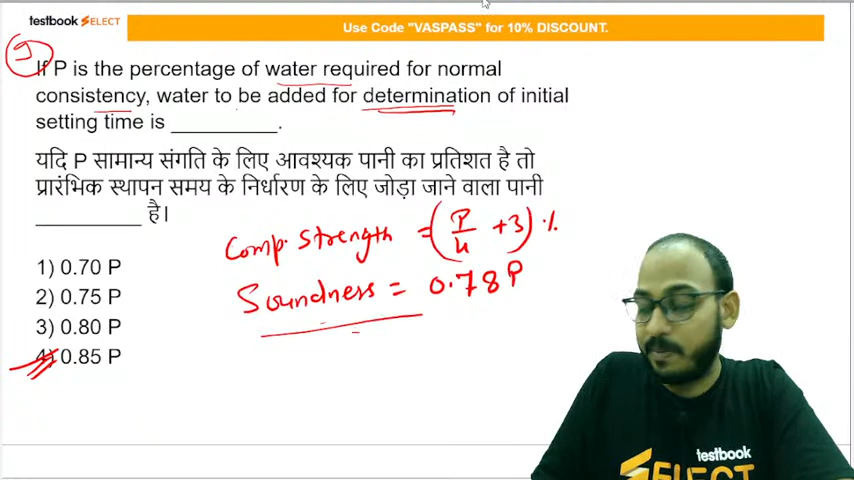 testbook SELECT
Use Code "VASPASS" for 10% DISCOUNT.
9
If P is the percentage of water required for normal
consistency, water to be added for determination of initial
setting time is __________.
यदि P सामान्य संगति के लिए आवश्यक पानी का प्रतिशत है तो
प्रारंभिक स्थापन समय के निर्धारण के लिए जोड़ा जाने वाला पानी
__________ है।
Comp. Strength = (P/4 + 3) %
Soundness = 0.78 P
1) 0.70 P
2) 0.75 P
3) 0.80 P
4) 0.85 P
testbook
SELECT